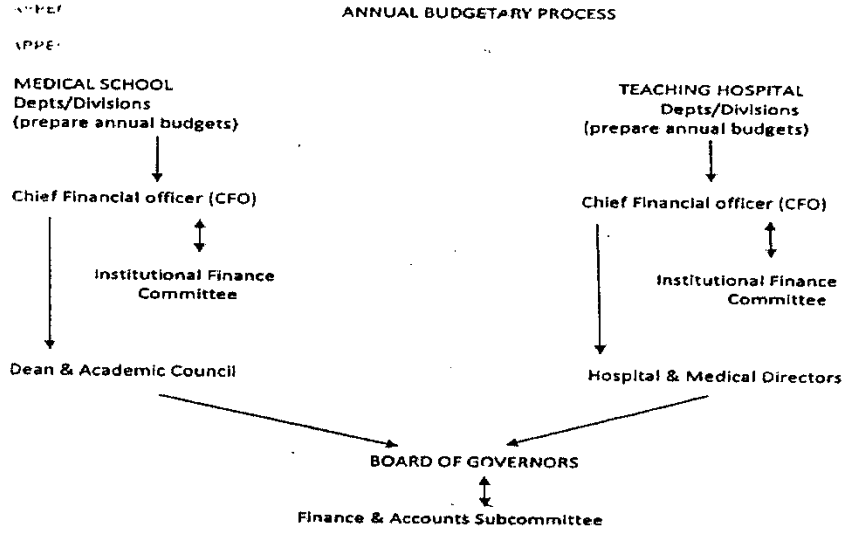 ANNUAL BUDGETARY PROCESS
MEDICAL SCHOOL
Depts/Divisions
(prepare annual budgets)
TEACHING HOSPITAL
Depts/Divisions
(prepare annual budgets)
Chief Financial officer (CFO)
Chief Financial officer (CFO)
Institutional Finance
Committee
Institutional Finance
Committee
Dean & Academic Council
Hospital & Medical Directors
BOARD OF GOVERNORS
Finance & Accounts Subcommittee